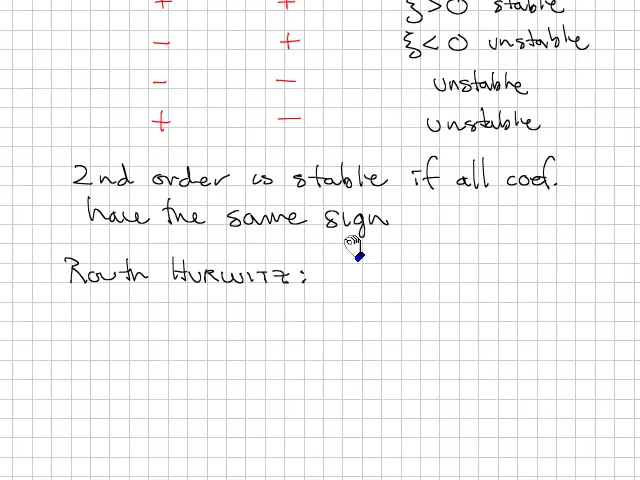 + + ξ > 0 stable
- + ξ < 0 unstable
- - unstable
+ - unstable
2nd order is stable if all coef.
have the same sign
Routh HURWITZ: